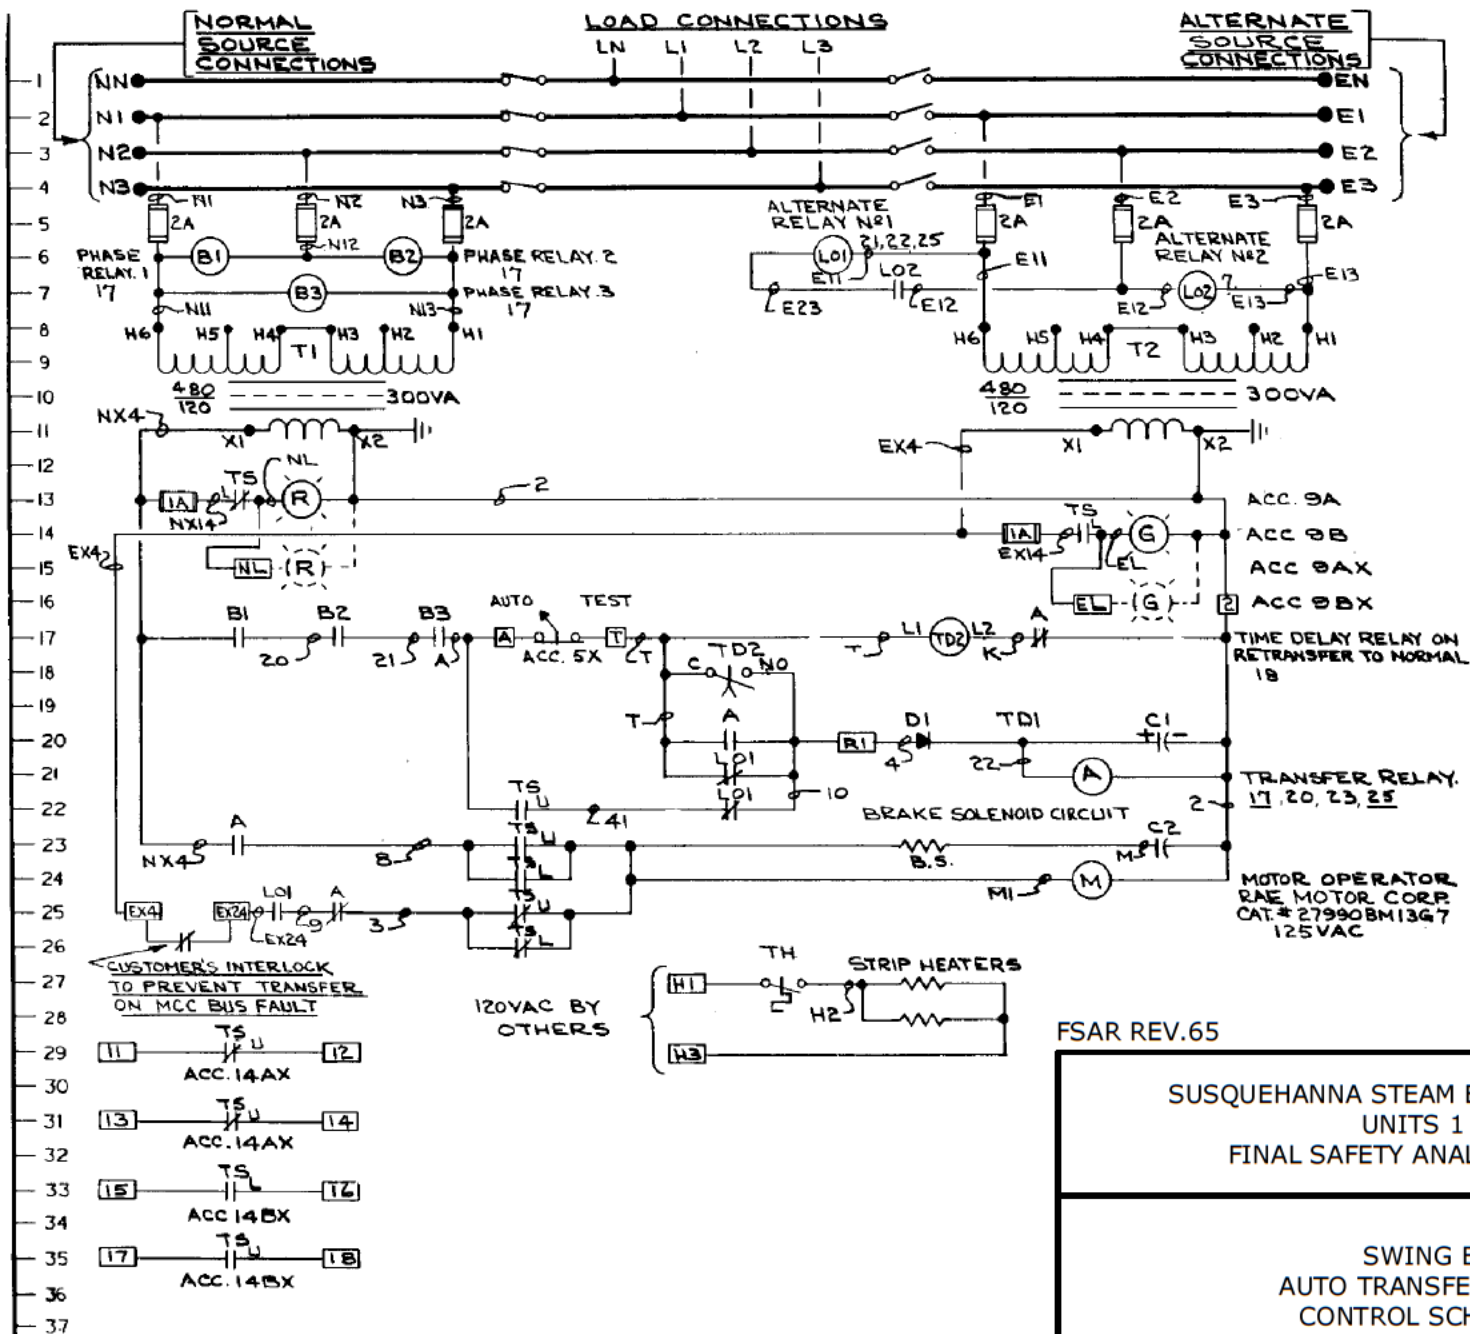 NORMAL
SOURCE
CONNECTIONS
LOAD CONNECTIONS
LN L1 L2 L3
ALTERNATE
SOURCE
CONNECTIONS
1 NN EN
2 N1 E1
3 N2 E2
4 N3 E3
N1 N2 N3 E1 E2 E3
5 2A 2A 2A 2A 2A 2A
N12
ALTERNATE
RELAY Nº1
21,22,25
ALTERNATE
RELAY Nº2
6 PHASE
RELAY.1
17
B1 B2
PHASE RELAY.2
17
L01 L02 E11 E11
7 B3
PHASE RELAY.3
17
E23 E12 E12 L02 7 E13 E13
N11 N13
8 H6 H5 H4 H3 H2 H1 H6 H5 H4 H3 H2 H1
T1 T2
9
10 480
120
300VA
480
120
300VA
11 NX4 X1 X2 EX4 X1 X2
12 TS NL
13 1A L R 2 ACC. 9A
NX14
14 1A TS L G ACC 9B
EX14 EL
15 EX4 NL (R) ACC 9AX
16 EL (G) 2 ACC 9BX
B1 B2 B3 AUTO TEST
17 20 21 A A ACC. 5X T T T L1 TD2 L2 K A
TIME DELAY RELAY ON
RETRANSFER TO NORMAL
18
18 C TD2 NO
19 T A D1 TD1 C1
20 R1 4 + -
21 L01 22 A
TRANSFER RELAY.
17,20,23,25
22 TS U 41 L01 10 2
BRAKE SOLENOID CIRCUIT
23 NX4 A 8 TS U B.S. M C2
24 TS L M1 M
MOTOR OPERATOR
RAE MOTOR CORP.
CAT.# 27990BM13G7
125VAC
25 EX4 EX24 L01 9 A 3 TS U
26 EX24 TS L
CUSTOMER'S INTERLOCK
TO PREVENT TRANSFER
ON MCC BUS FAULT
27 120VAC BY
OTHERS
H1 TH H2 STRIP HEATERS
28
29 H3
11 TS U 12
ACC. 14AX
30
31 13 TS U 14
ACC. 14AX
32
33 15 TS L 16
ACC 14BX
34
35 17 TS U 18
ACC. 14BX
36
37
FSAR REV.65
SUSQUEHANNA STEAM
UNITS 1
FINAL SAFETY
SWING
AUTO
CONTROL